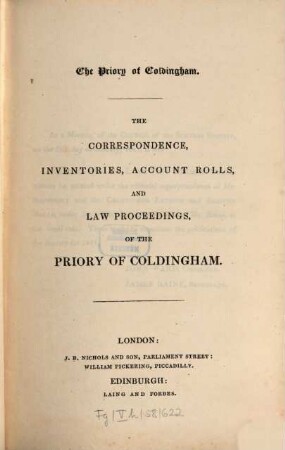 The Priory of Coldingham.
THE
CORRESPONDENCE,
INVENTORIES, ACCOUNT ROLLS,
AND
LAW PROCEEDINGS,
OF THE
PRIORY OF COLDINGHAM.
LONDON:
J. B. NICHOLS AND SON, PARLIAMENT STREET:
WILLIAM PICKERING, PICCADILLY.
EDINBURGH:
LAING AND FORBES.